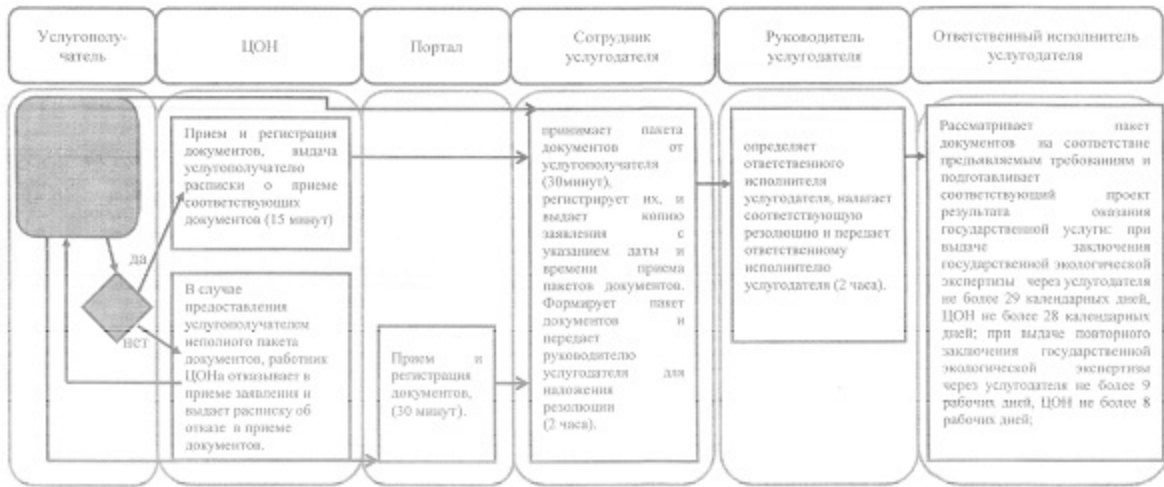 Услугополу-
чатель
ЦОН
Портал
Сотрудник
услугодателя
Руководитель
услугодателя
Ответственный исполнитель
услугодателя
Прием и регистрация
документов, выдача
услугополучателю
расписки о приеме
соответствующих
документов (15 минут)
да
нет
В случае
предоставления
услугополучателем
неполного пакета
документов, работник
ЦОНа отказывает в
приеме заявления и
выдает расписку об
отказе в приеме
документов.
Прием и
регистрация
документов,
(30 минут).
принимает пакета
документов от
услугополучателя
(30минут),
регистрирует их, и
выдает копию
заявления с
указанием даты и
времени приема
пакетов документов.
Формирует пакет
документов и
передает
руководителю
услугодателя для
наложения
резолюции
(2 часа).
определяет
ответственного
исполнителя
услугодателя, налагает
соответствующую
резолюцию и передает
ответственному
исполнителю
услугодателя (2 часа).
Рассматривает пакет
документов на соответствие
предъявляемым требованиям и
подготавливает
соответствующий проект
результата оказания
государственной услуги: при
выдаче заключения
государственной экологической
экспертизы через услугодателя
не более 29 календарных дней,
ЦОН не более 28 календарных
дней; при выдаче повторного
заключения государственной
экологической экспертизы
через услугодателя не более 9
рабочих дней, ЦОН не более 8
рабочих дней;